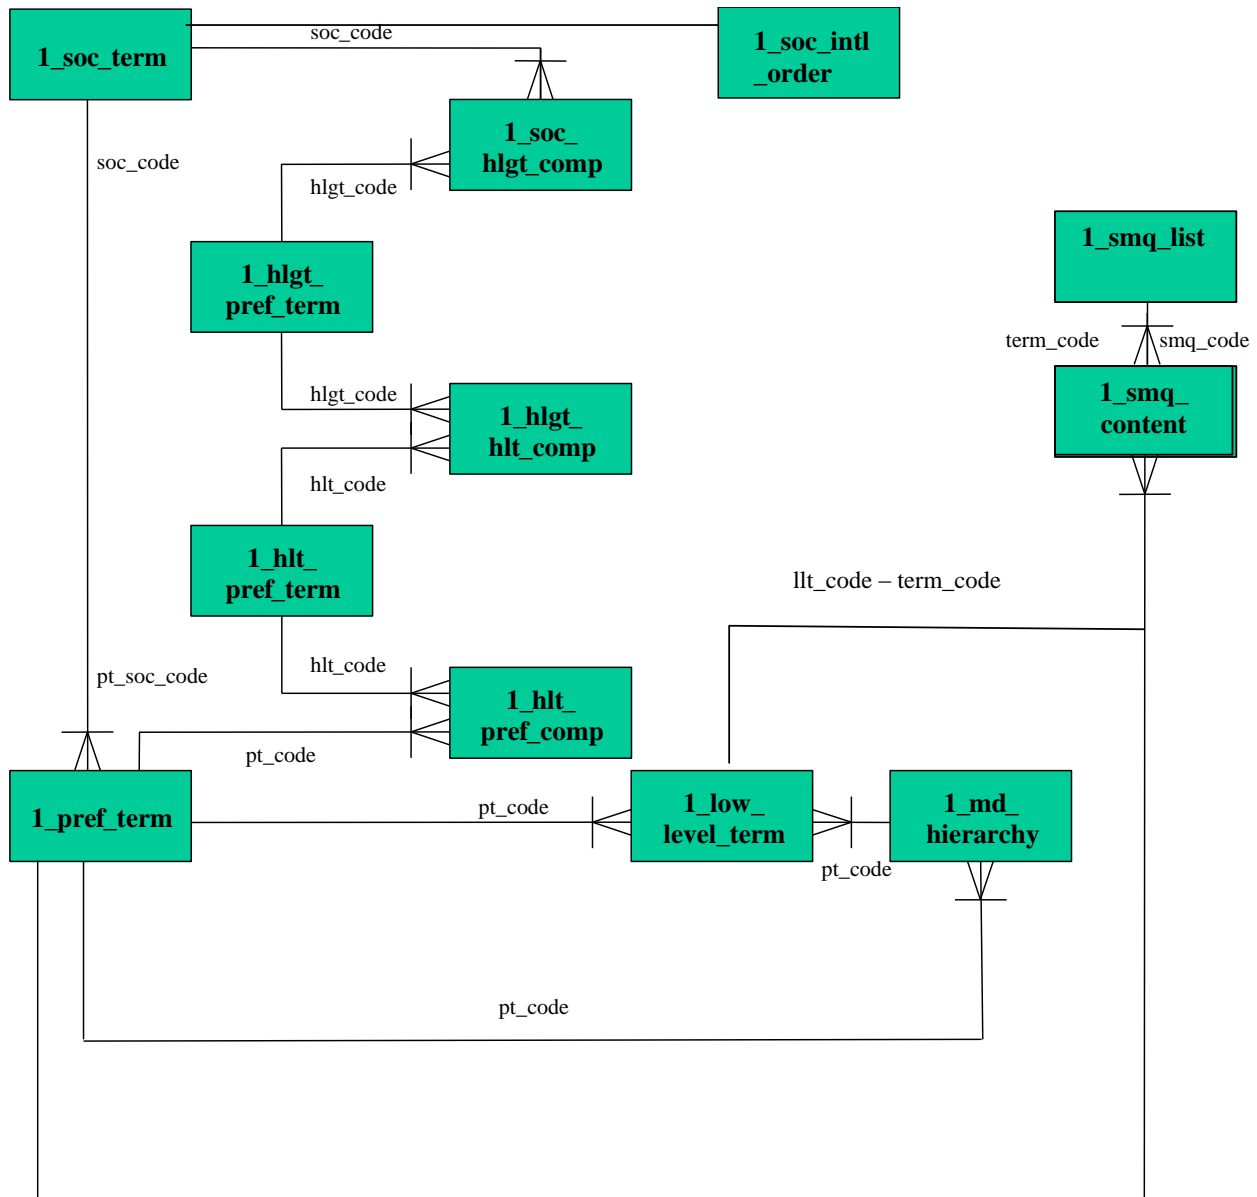 soc_code
1_soc_term
1_soc_intl
_order
1_soc_
hlgt_comp
soc_code
hlgt_code
1_smq_list
1_hlgt_
pref_term
term_code
smq_code
hlgt_code
1_smq_
content
1_hlgt_
hlt_comp
hlt_code
1_hlt_
pref_term
llt_code – term_code
hlt_code
pt_soc_code
1_hlt_
pref_comp
pt_code
1_pref_term
pt_code
1_low_
level_term
1_md_
hierarchy
pt_code
pt_code